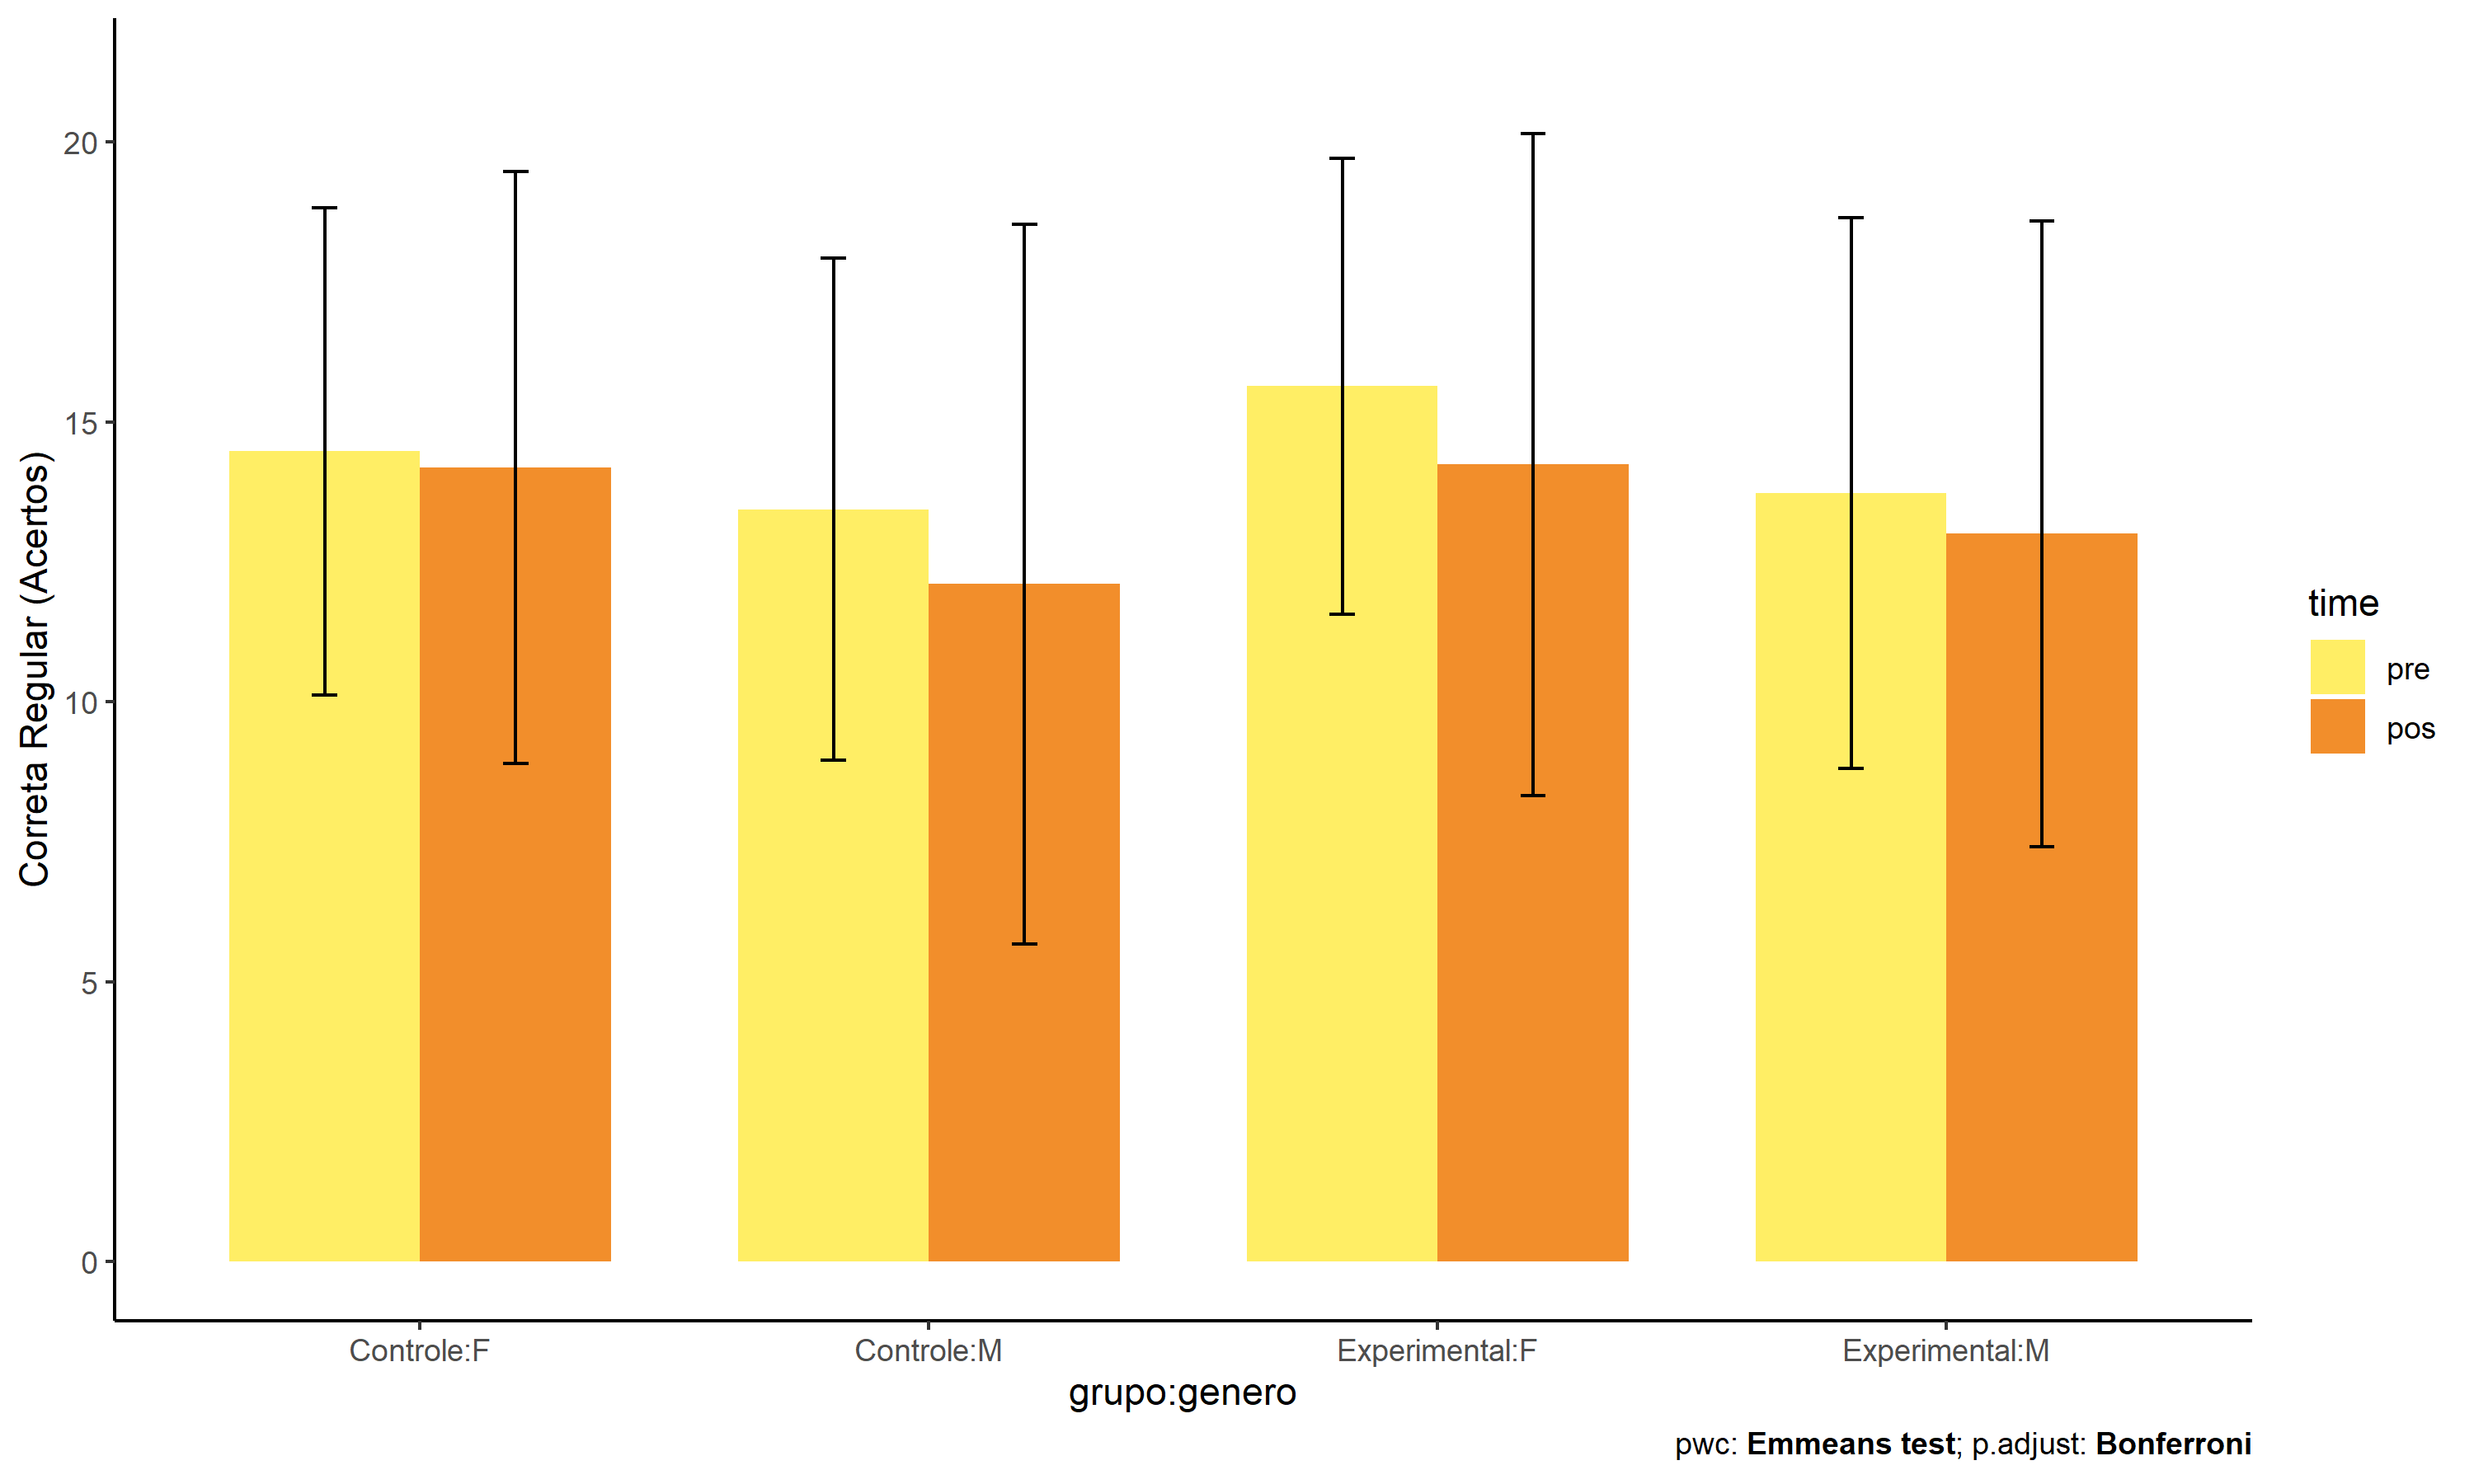 Correta Regular (Acertos)
20
15
10
5
0
Controle:F
Controle:M
Experimental:F
Experimental:M
grupo:genero
time
pre
pos
pwc: Emmeans test; p.adjust: Bonferroni